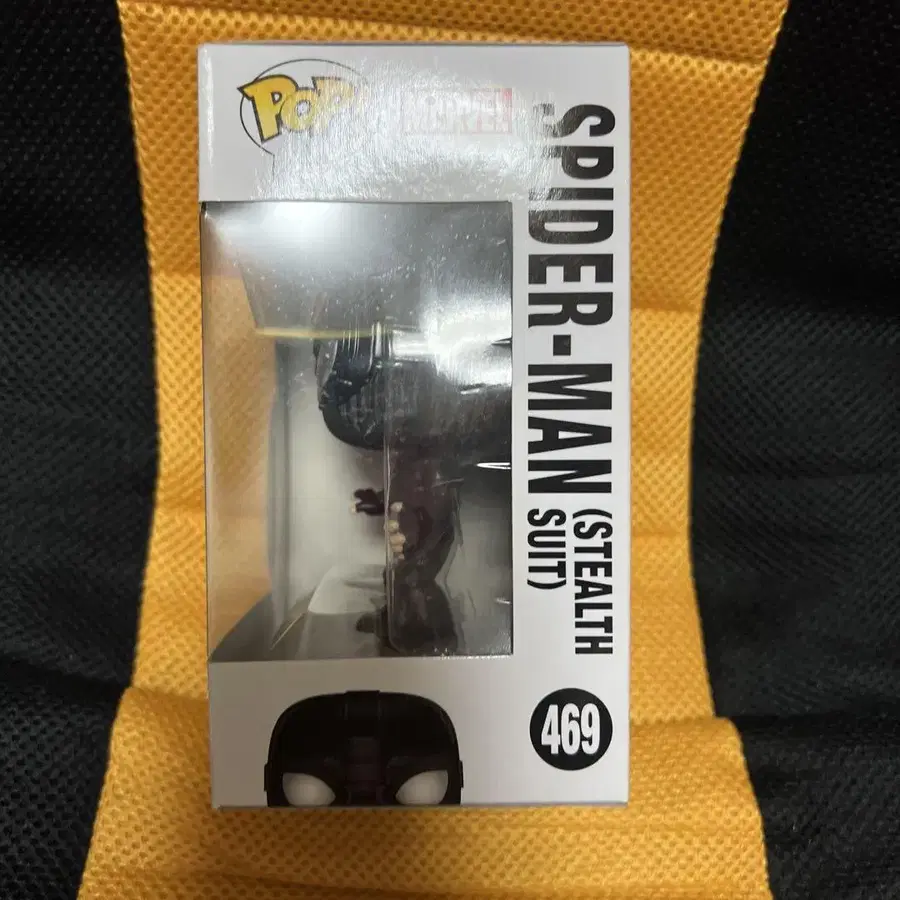 POP!
MARVEL
SPIDER-MAN
(STEALTH
SUIT)
469